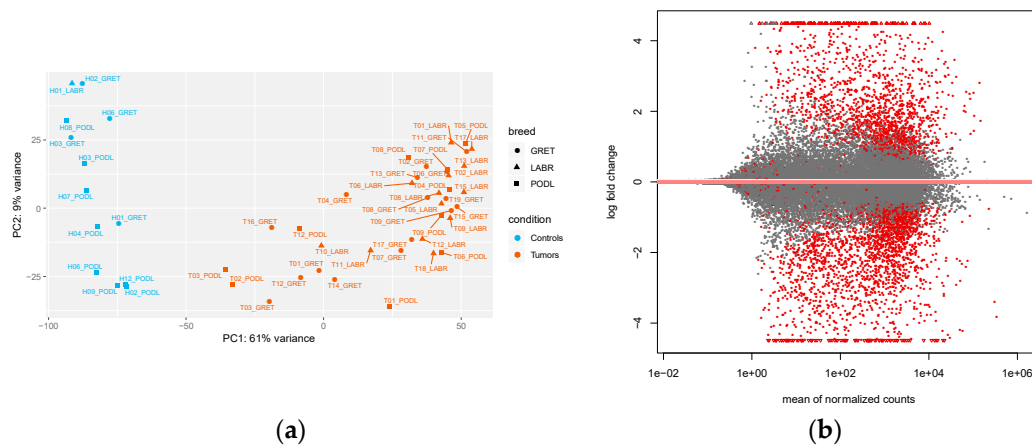 H02_GRET
H01_LABR
H06_GRET
H08_PODL
H03_GRET
H03_PODL
H07_PODL
H01_GRET
H04_PODL
H06_PODL
H12_PODL
H09_PODL
H02_PODL
T01_LABR
T05_PODL
T11_GRET
T17_LABR
T08_PODL
T07_PODL
T02_GRET
T13_LABR
T13_GRET
T06_GRET
T02_LABR
T06_LABR
T04_PODL
T04_GRET
T08_LABR
T15_LABR
T19_GRET
T08_GRET
T05_LABR
T16_GRET
T09_GRET
T15_GRET
T12_PODL
T09_PODL
T09_LABR
T10_LABR
T17_GRET
T12_LABR
T03_PODL
T02_PODL
T01_GRET
T11_LABR
T07_GRET
T06_PODL
T12_GRET
T14_GRET
T18_LABR
T03_GRET
T01_PODL
25
0
−25
−100
−50
0
50
PC1: 61% variance
PC2: 9% variance
breed
GRET
LABR
PODL
condition
Controls
Tumors
(a)
4
2
0
−2
−4
log fold change
1e−02
1e+00
1e+02
1e+04
1e+06
mean of normalized counts
(b)